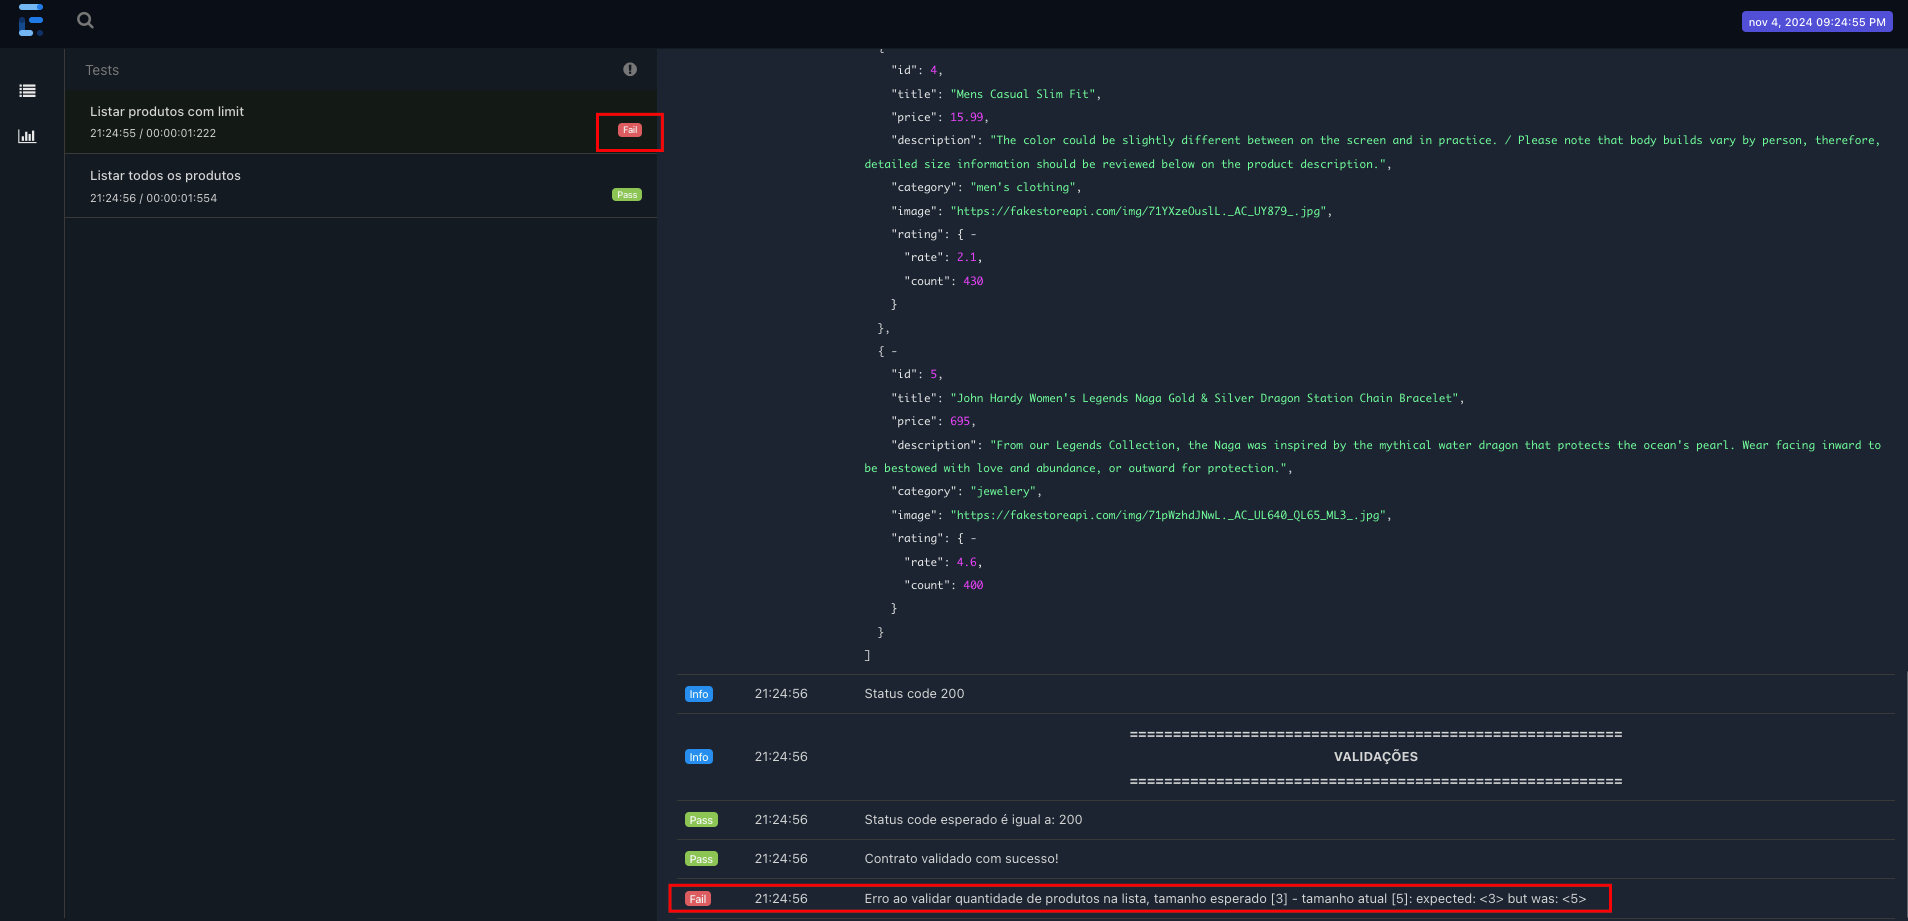 nov 4, 2024 09:24:55 PM
Tests
Listar produtos com limit
21:24:55 / 00:00:01:222
Fail
Listar todos os produtos
21:24:56 / 00:00:01:554
Pass
{
"id": 4,
"title": "Mens Casual Slim Fit",
"price": 15.99,
"description": "The color could be slightly different between on the screen and in practice. / Please note that body builds vary by person, therefore,
detailed size information should be reviewed below on the product description.",
"category": "men's clothing",
"image": "https://fakestoreapi.com/img/71YXzeOuslL._AC_UY879_.jpg",
"rating": { -
"rate": 2.1,
"count": 430
}
},
{ -
"id": 5,
"title": "John Hardy Women's Legends Naga Gold & Silver Dragon Station Chain Bracelet",
"price": 695,
"description": "From our Legends Collection, the Naga was inspired by the mythical water dragon that protects the ocean's pearl. Wear facing inward to
be bestowed with love and abundance, or outward for protection.",
"category": "jewelery",
"image": "https://fakestoreapi.com/img/71pWzhdJNwL._AC_UL640_QL65_ML3_.jpg",
"rating": { -
"rate": 4.6,
"count": 400
}
}
]
Info 21:24:56 Status code 200
=========================================================
Info 21:24:56 VALIDAÇÕES
=========================================================
Pass 21:24:56 Status code esperado é igual a: 200
Pass 21:24:56 Contrato validado com sucesso!
Fail 21:24:56 Erro ao validar quantidade de produtos na lista, tamanho esperado [3] - tamanho atual [5]: expected: <3> but was: <5>